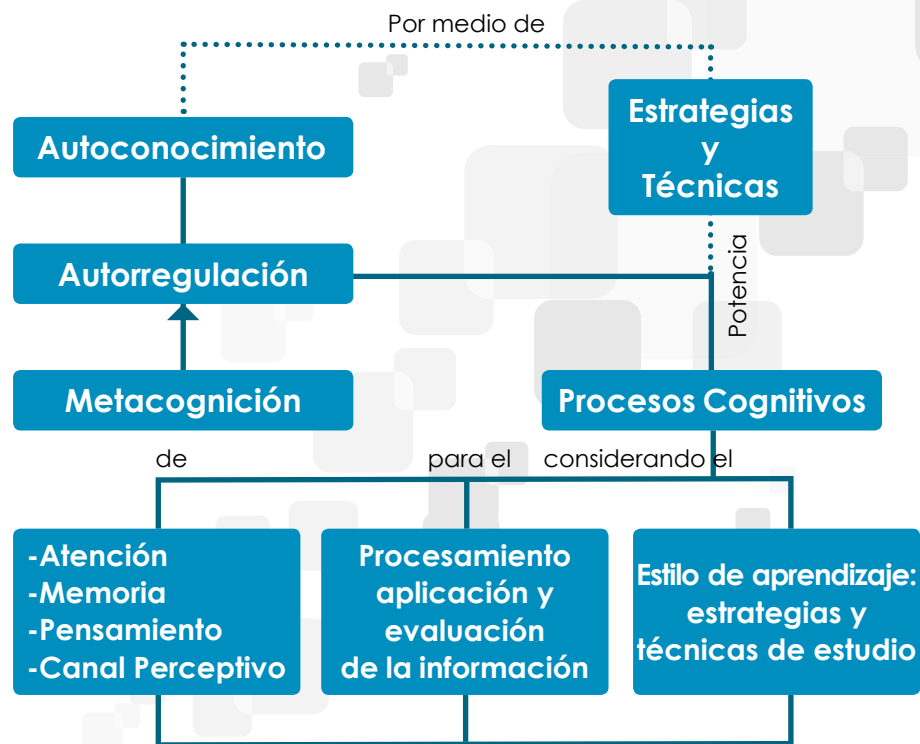 Por medio de
Autoconocimiento
Estrategias
y
Técnicas
Autorregulación
Potencia
Metacognición
Procesos Cognitivos
de
para el
considerando el
-Atención
-Memoria
-Pensamiento
-Canal Perceptivo
Procesamiento
aplicación y
evaluación
de la información
Estilo de aprendizaje:
estrategias y
técnicas de estudio